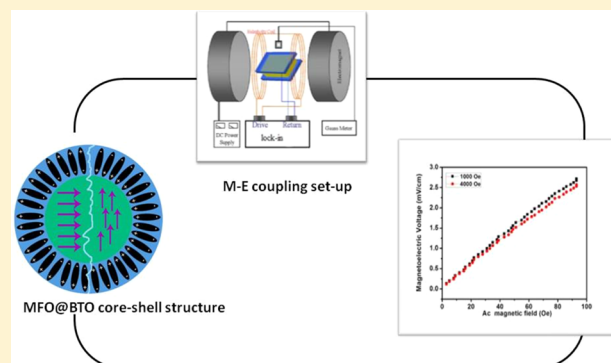 Helmholtz Coil
Electromagnet
Drive Return
DC Power
Supply
lock-in
Gauss Meter
M-E coupling set-up
MFO@BTO core-shell structure
3.0
2.5
2.0
1.5
1.0
0.5
0.0
1000 Oe
4000 Oe
Magnetoelectric Voltage (mV/cm)
0 20 40 60 80 100
Ac magnetic field (Oe)